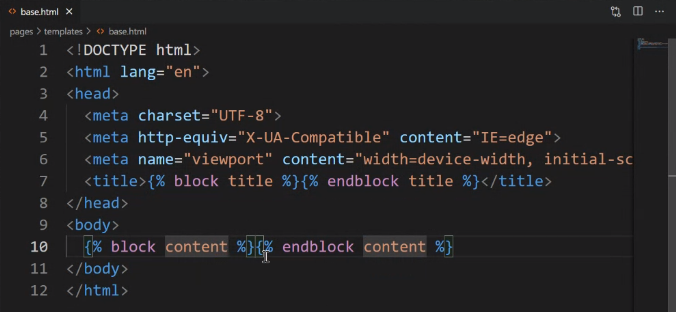 base.html
pages > templates > base.html
1 <!DOCTYPE html>
2 <html lang="en">
3 <head>
4 <meta charset="UTF-8">
5 <meta http-equiv="X-UA-Compatible" content="IE=edge">
6 <meta name="viewport" content="width=device-width, initial-sc
7 <title>{% block title %}{% endblock title %}</title>
8 </head>
9 <body>
10 {% block content %}{% endblock content %}
11 </body>
12 </html>